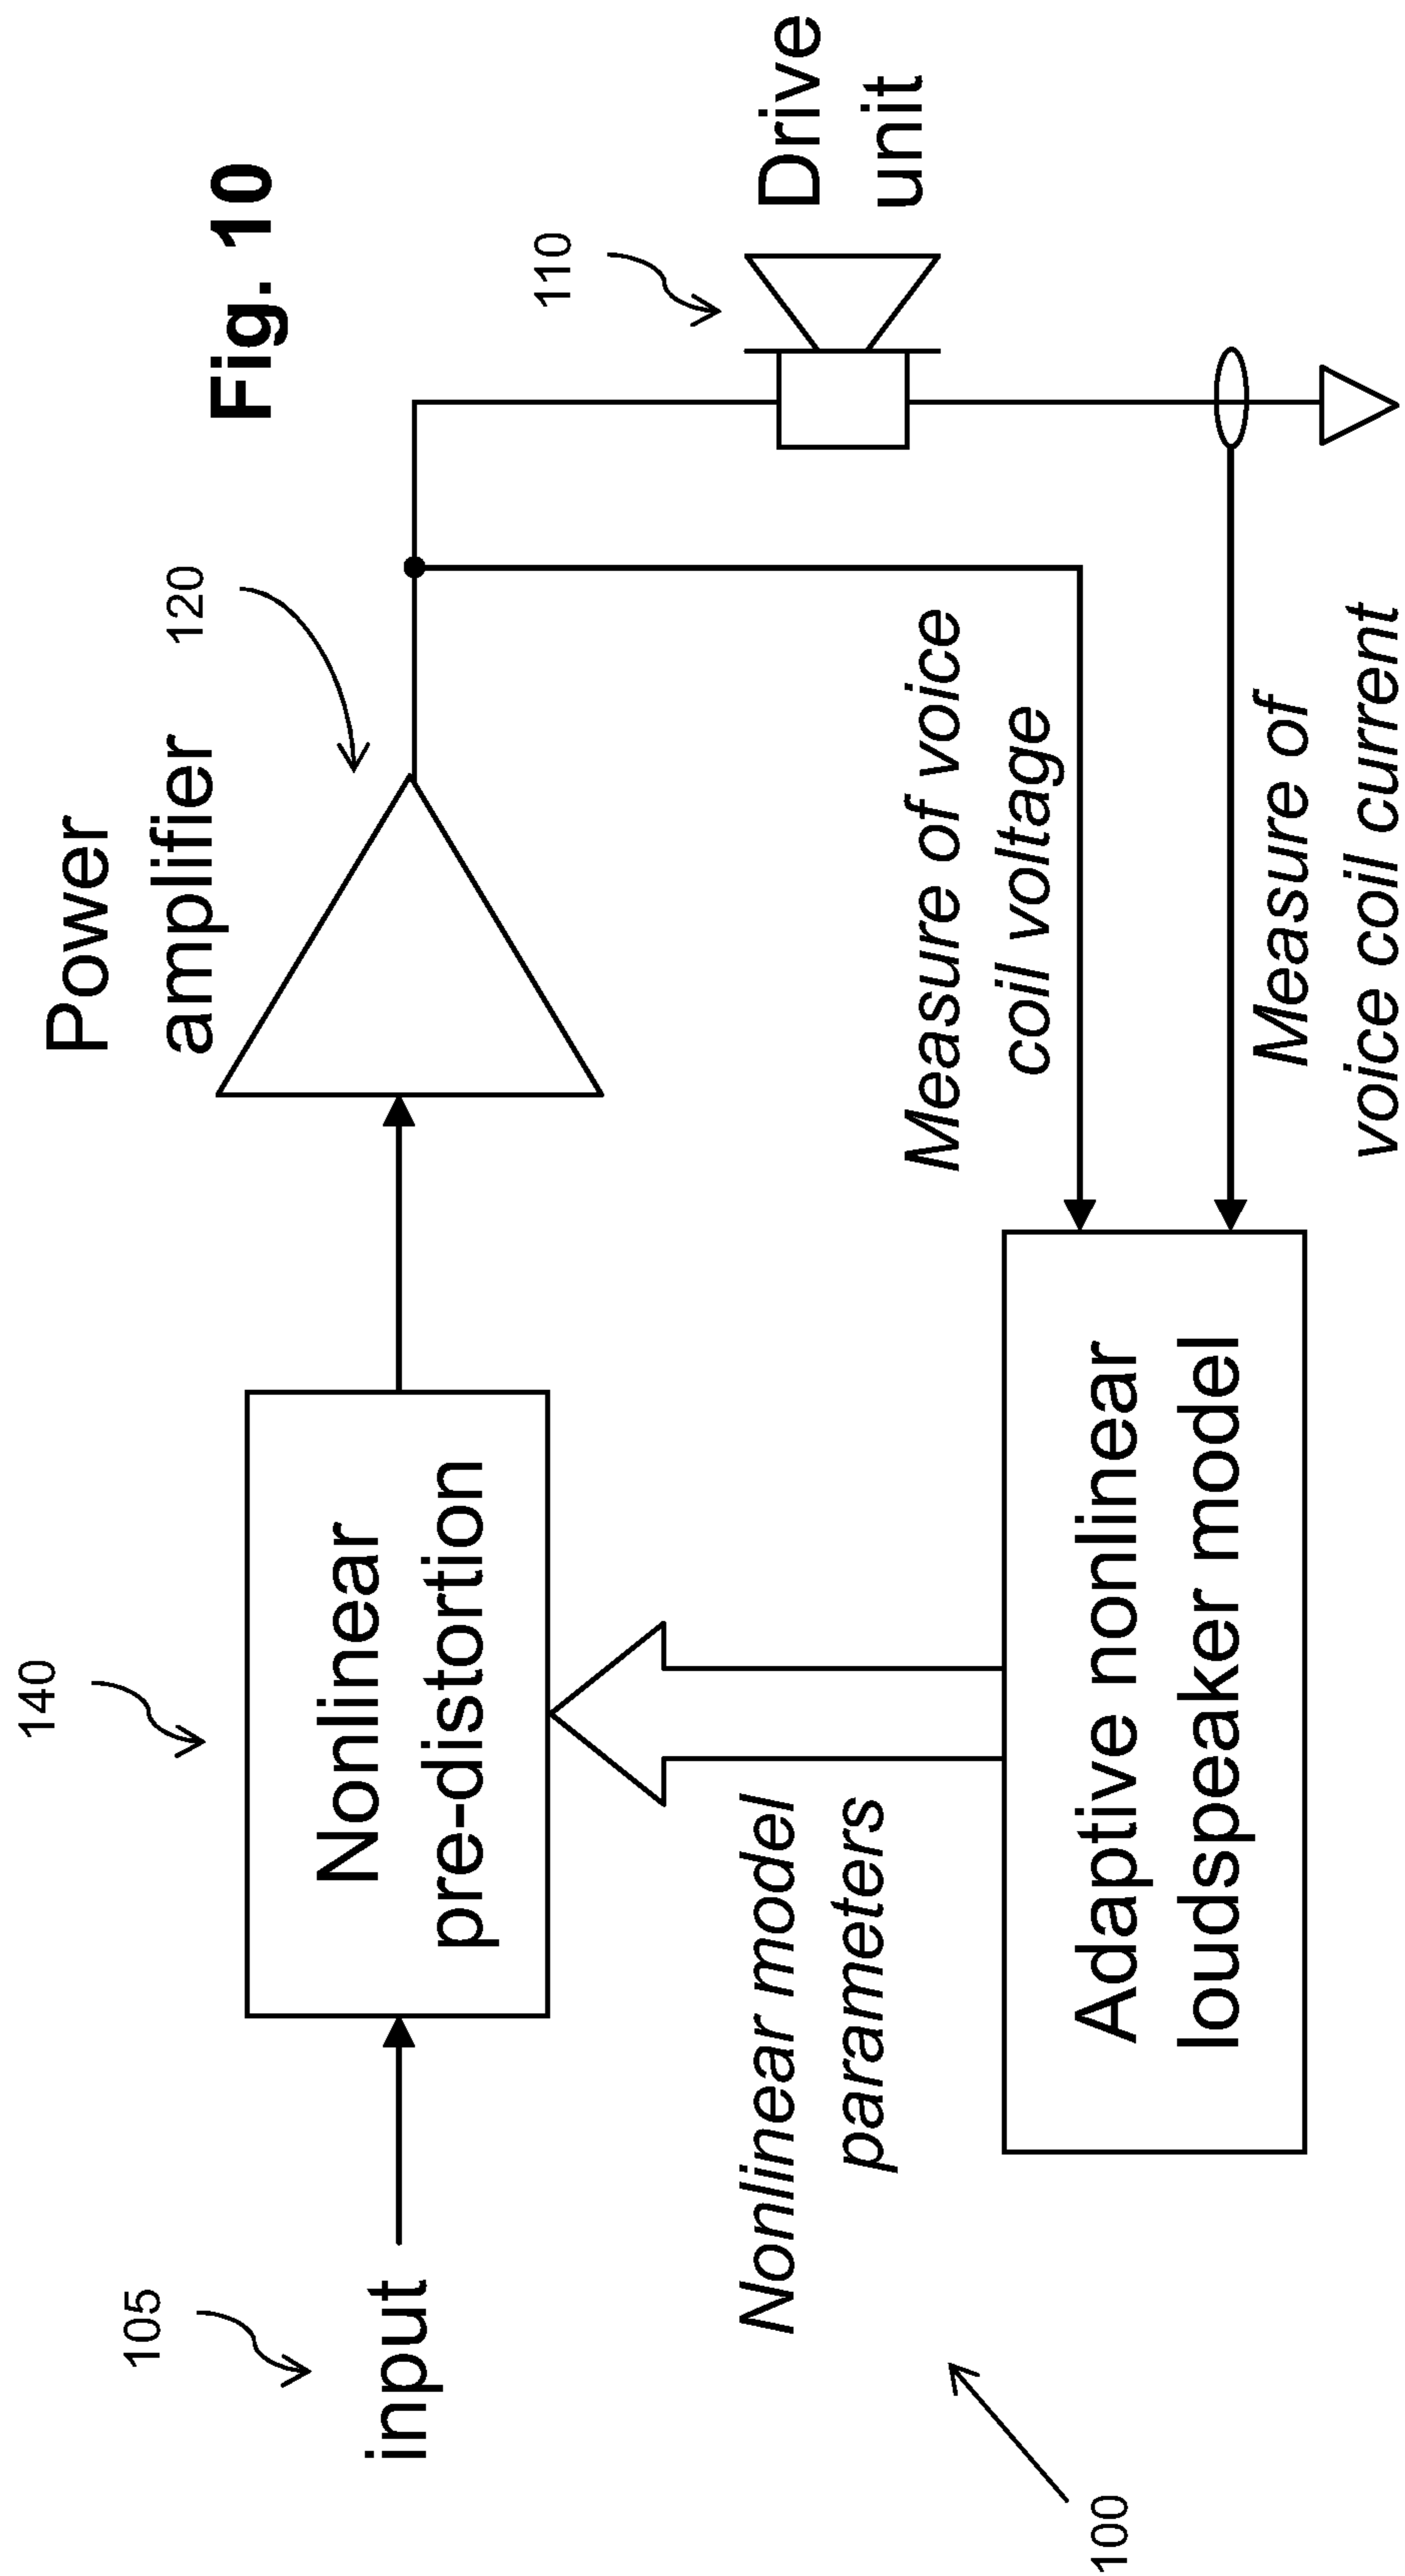 Fig. 10
Power
amplifier
120
140
110
105
input
Nonlinear
pre-distortion
Drive
unit
Nonlinear model
parameters
Measure of voice
coil voltage
Adaptive nonlinear
loudspeaker model
Measure of
voice coil current
100